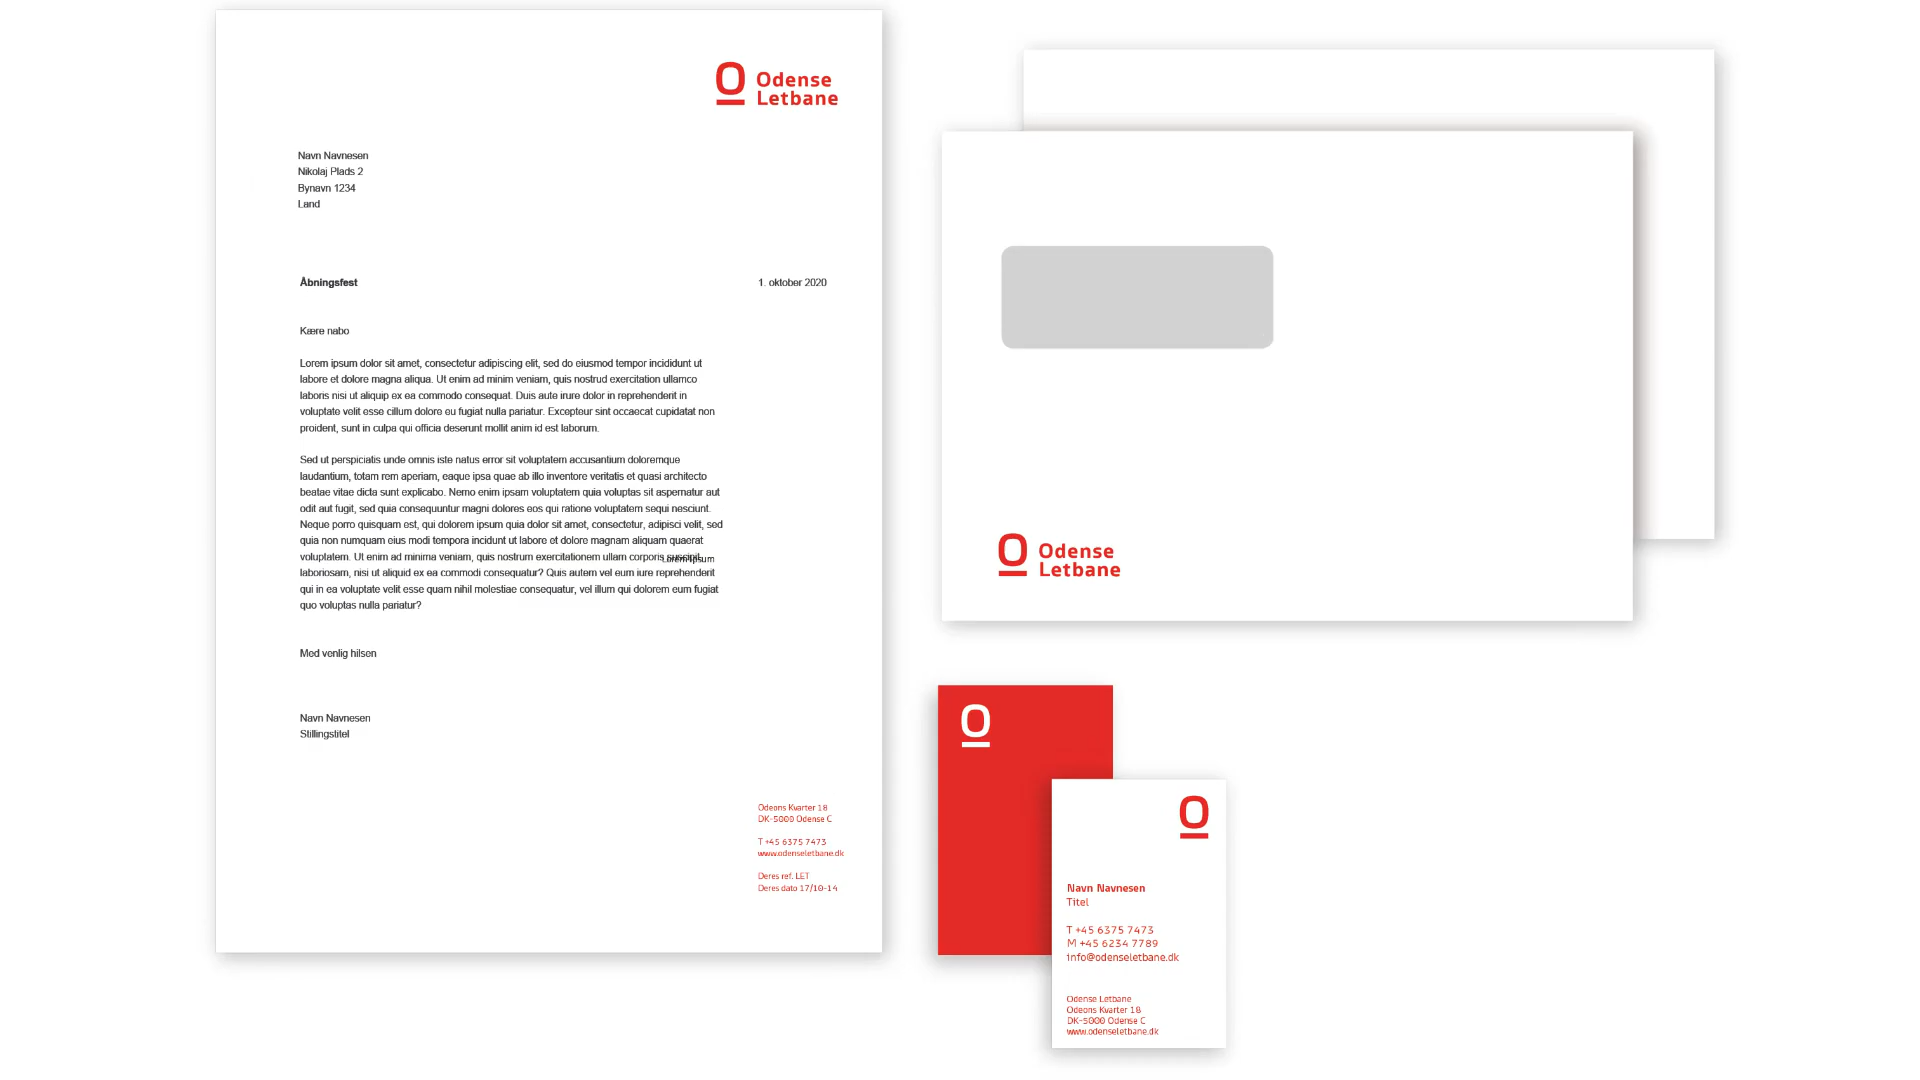 Odense
Letbane
Navn Navnesen
Nikolaj Plads 2
Bynavn 1234
Land
Åbningsfest
1. oktober 2020
Kære nabo
Lorem ipsum dolor sit amet, consectetur adipiscing elit, sed do eiusmod tempor incididunt ut
labore et dolore magna aliqua. Ut enim ad minim veniam, quis nostrud exercitation ullamco
laboris nisi ut aliquip ex ea commodo consequat. Duis aute irure dolor in reprehenderit in
voluptate velit esse cillum dolore eu fugiat nulla pariatur. Excepteur sint occaecat cupidatat non
proident, sunt in culpa qui officia deserunt mollit anim id est laborum.
Sed ut perspiciatis unde omnis iste natus error sit voluptatem accusantium doloremque
laudantium, totam rem aperiam, eaque ipsa quae ab illo inventore veritatis et quasi architecto
beatae vitae dicta sunt explicabo. Nemo enim ipsam voluptatem quia voluptas sit aspernatur aut
odit aut fugit, sed quia consequuntur magni dolores eos qui ratione voluptatem sequi nesciunt.
Neque porro quisquam est, qui dolorem ipsum quia dolor sit amet, consectetur, adipisci velit, sed
quia non numquam eius modi tempora incidunt ut labore et dolore magnam aliquam quaerat
voluptatem. Ut enim ad minima veniam, quis nostrum exercitationem ullam corporis suscipit
Lorem Ipsum
laboriosam, nisi ut aliquid ex ea commodi consequatur? Quis autem vel eum iure reprehenderit
qui in ea voluptate velit esse quam nihil molestiae consequatur, vel illum qui dolorem eum fugiat
quo voluptas nulla pariatur?
Med venlig hilsen
Navn Navnesen
Stillingstitel
Odeons Kvarter 18
DK-5000 Odense C
T +45 6375 7473
www.odenseletbane.dk
Deres ref. LET
Deres dato 17/10-14
Odense
Letbane
Navn Navnesen
Titel
T +45 6375 7473
M +45 6234 7789
info@odenseletbane.dk
Odense Letbane
Odeons Kvarter 18
DK-5000 Odense C
www.odenseletbane.dk